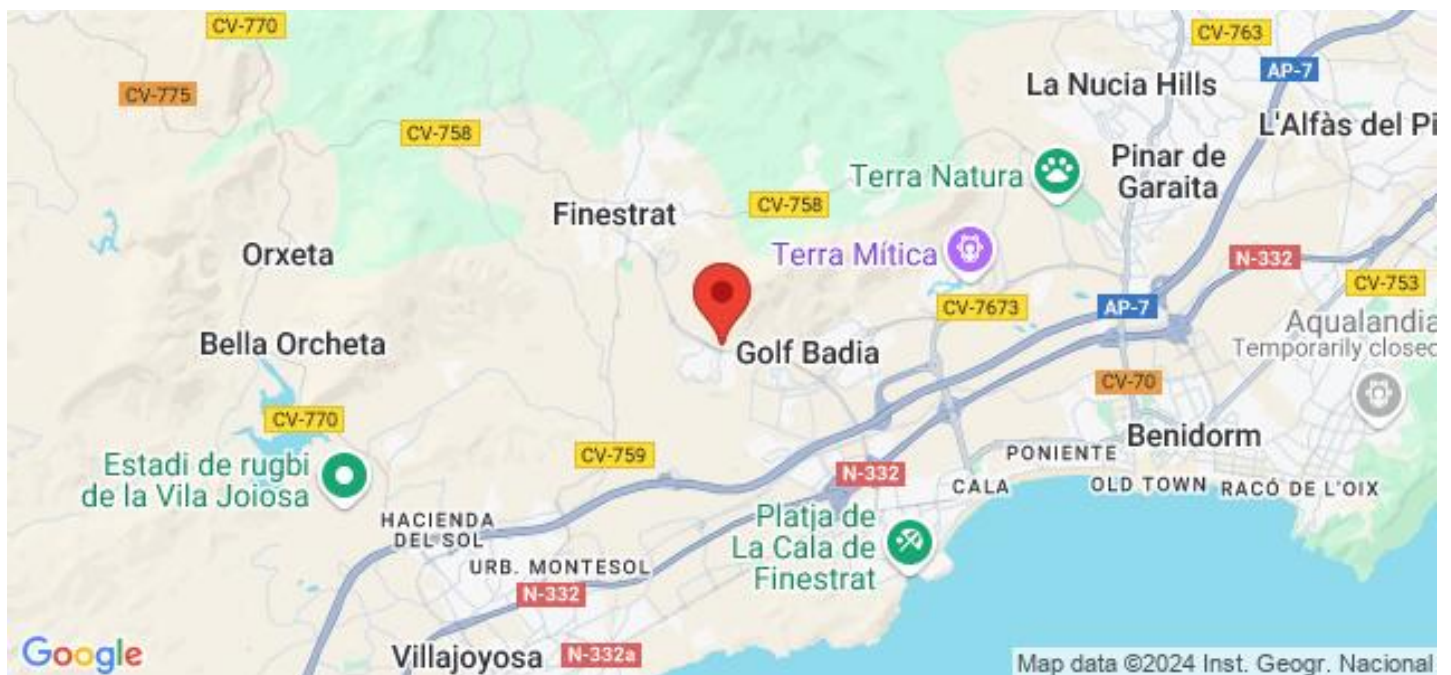 CV-770
CV-763
AP-7
La Nucia Hills
CV-775
CV-758
L'Alfàs del Pi
Pinar de
Garaita
Terra Natura
Finestrat
CV-758
Orxeta
Terra Mítica
N-332
CV-753
CV-7673
AP-7
Bella Orcheta
Golf Badia
Aqualandia
Temporarily closed
CV-70
CV-770
Benidorm
Estadi de rugbi
de la Vila Joiosa
CV-759
PONIENTE
N-332
CALA
OLD TOWN
RACÓ DE L'OIX
HACIENDA
DEL SOL
Platja de
La Cala de
Finestrat
URB. MONTESOL
N-332
Google
Villajoyosa
N-332a
Map data ©2024 Inst. Geogr. Nacional